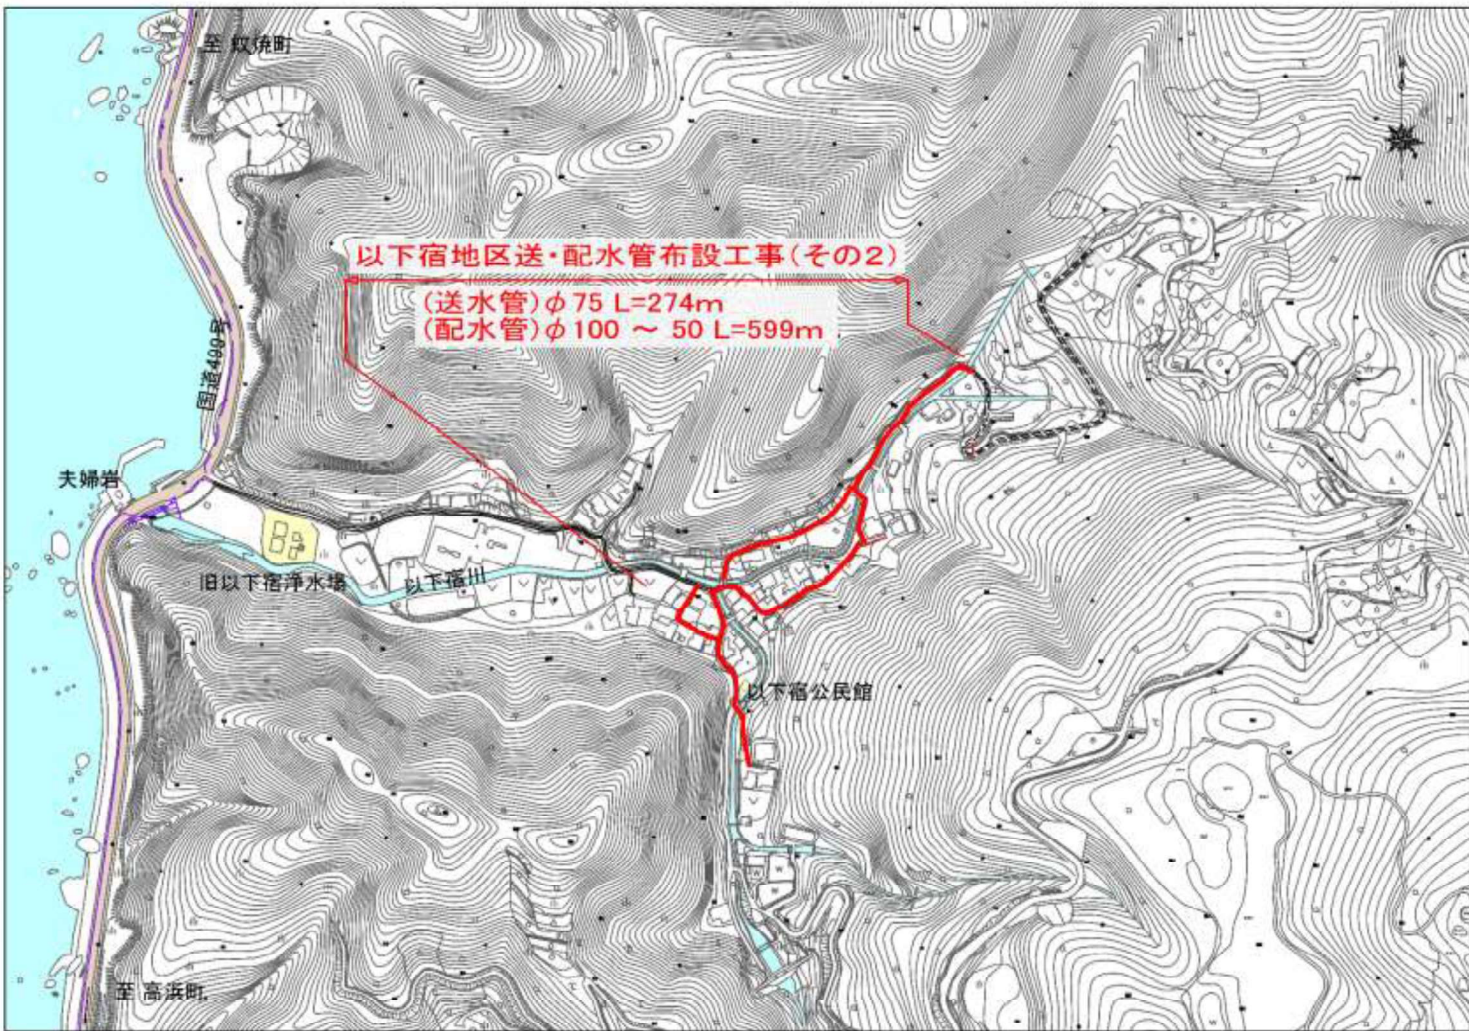 至 蚊焼町
以下宿地区送・配水管布設工事(その2)
(送水管)φ75 L=274m
(配水管)φ100 ～ 50 L=599m
国道499号
夫婦岩
旧以下宿浄水場
以下宿川
以下宿公民館
至 高浜町